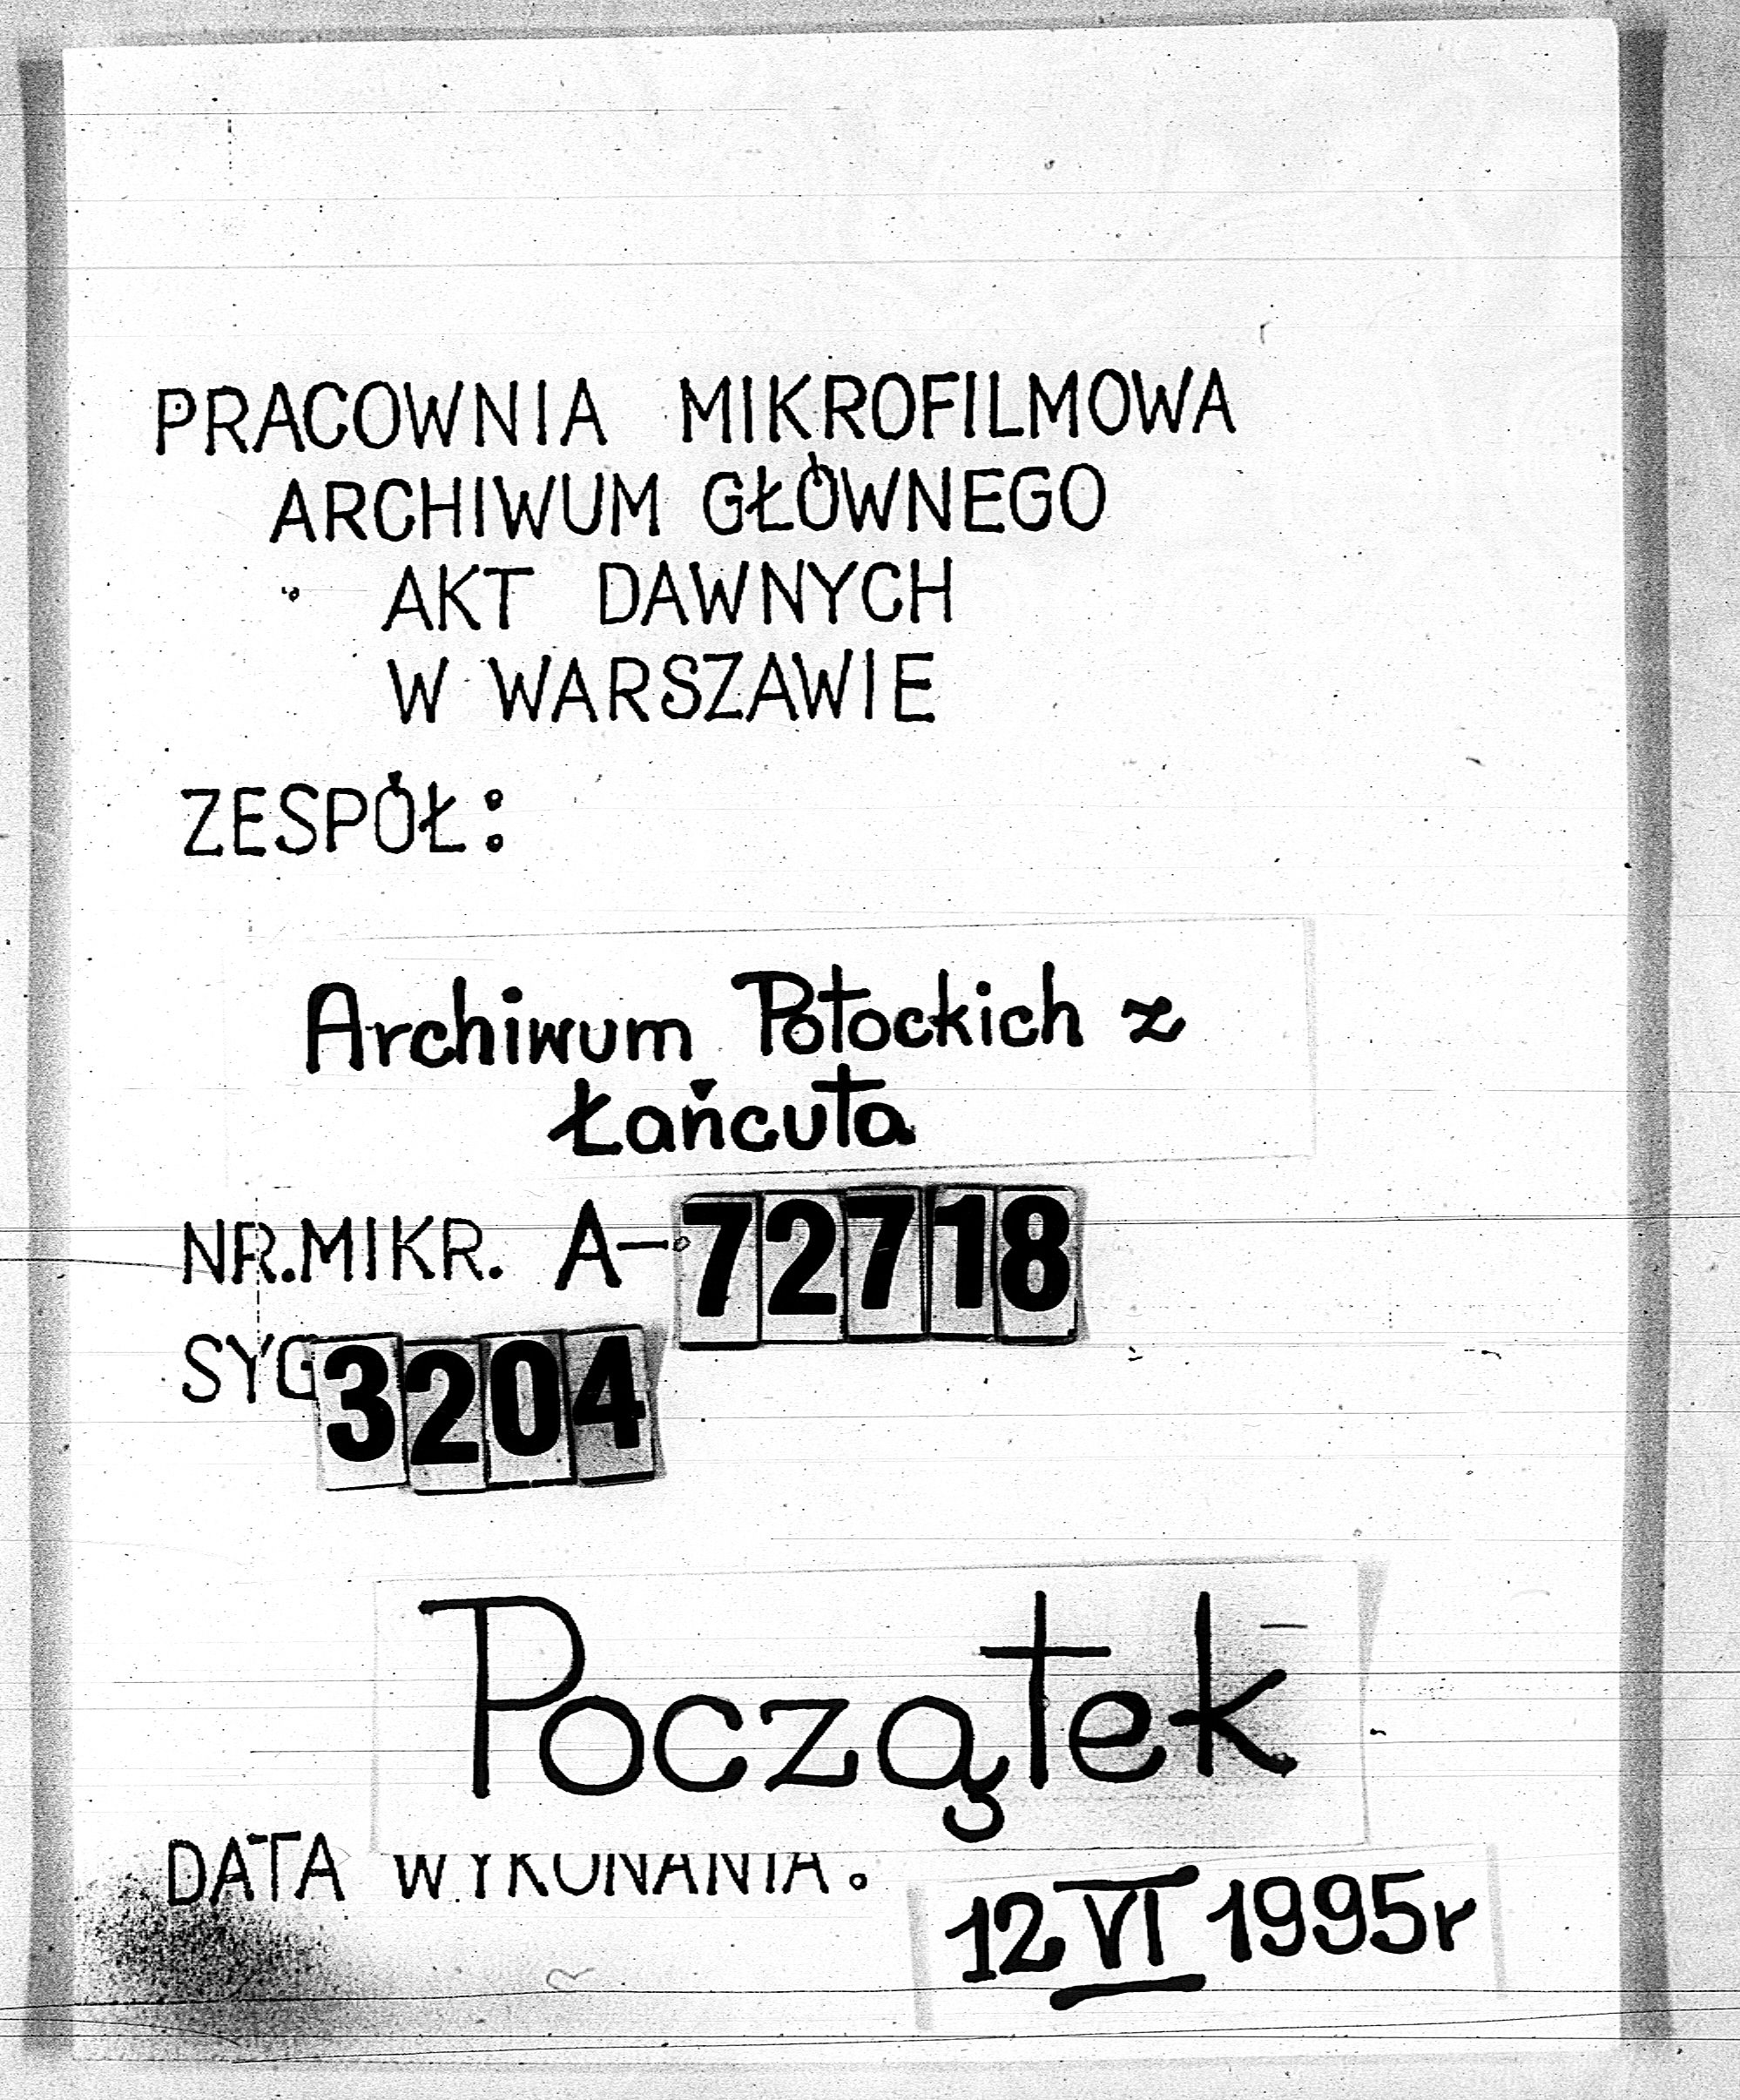 PRACOWNIA MIKROFILMOWA
ARCHIWUM GŁÓWNEGO
AKT DAWNYCH
W WARSZAWIE
ZESPÓŁ:
Archiwum Potockich z
Łańcuta
NR.MIKR. A-72718
SYG 3204
Początek
DATA WYKONANIA:
12 VI 1995r